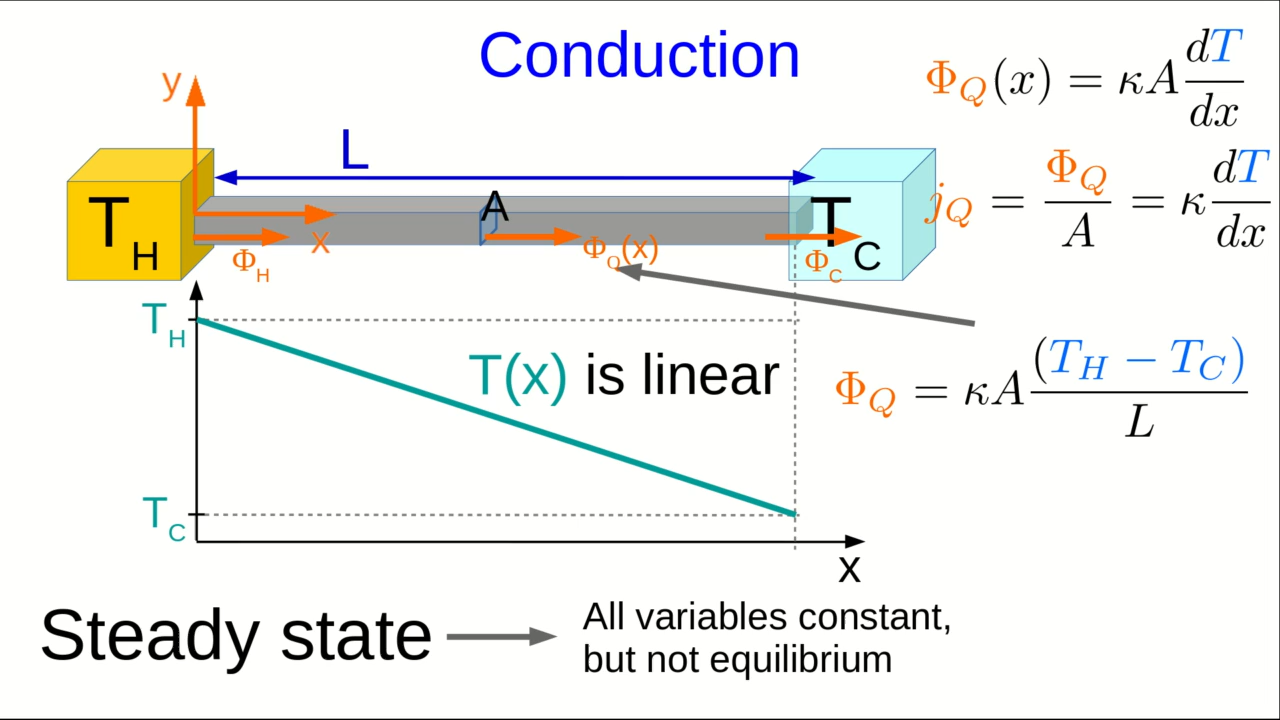 Conduction
Φ_Q(x) = κA dT/dx
y
L
j_Q = Φ_Q/A = κ dT/dx
T_H
A
T_C
x
Φ_H
Φ_Q(x)
Φ_C
T_H
T(x) is linear
Φ_Q = κA (T_H − T_C)/L
T_C
x
Steady state
All variables constant,
but not equilibrium